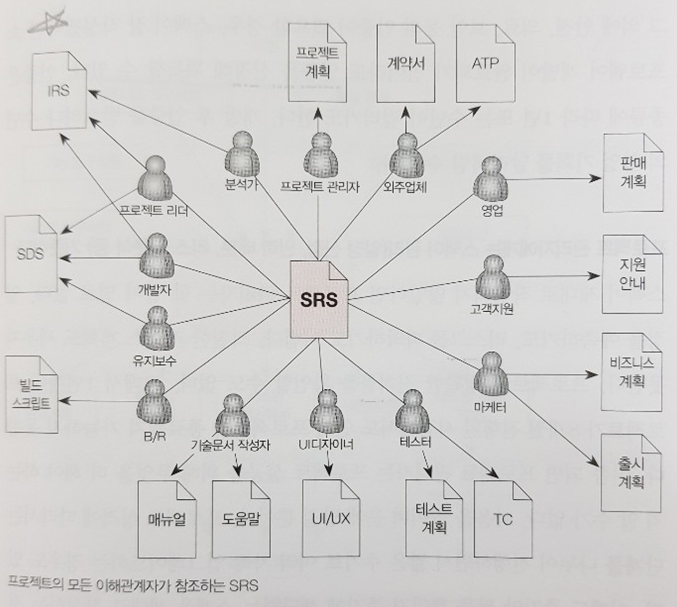 프로젝트
계획
계약서
ATP
IRS
분석가
프로젝트 관리자
외주업체
영업
판매
계획
프로젝트 리더
SDS
개발자
SRS
고객지원
지원
안내
유지보수
빌드
스크립트
B/R
기술문서 작성자
UI디자이너
테스터
마케터
비즈니스
계획
출시
계획
매뉴얼
도움말
UI/UX
테스트
계획
TC
프로젝트의 모든 이해관계자가 참조하는 SRS